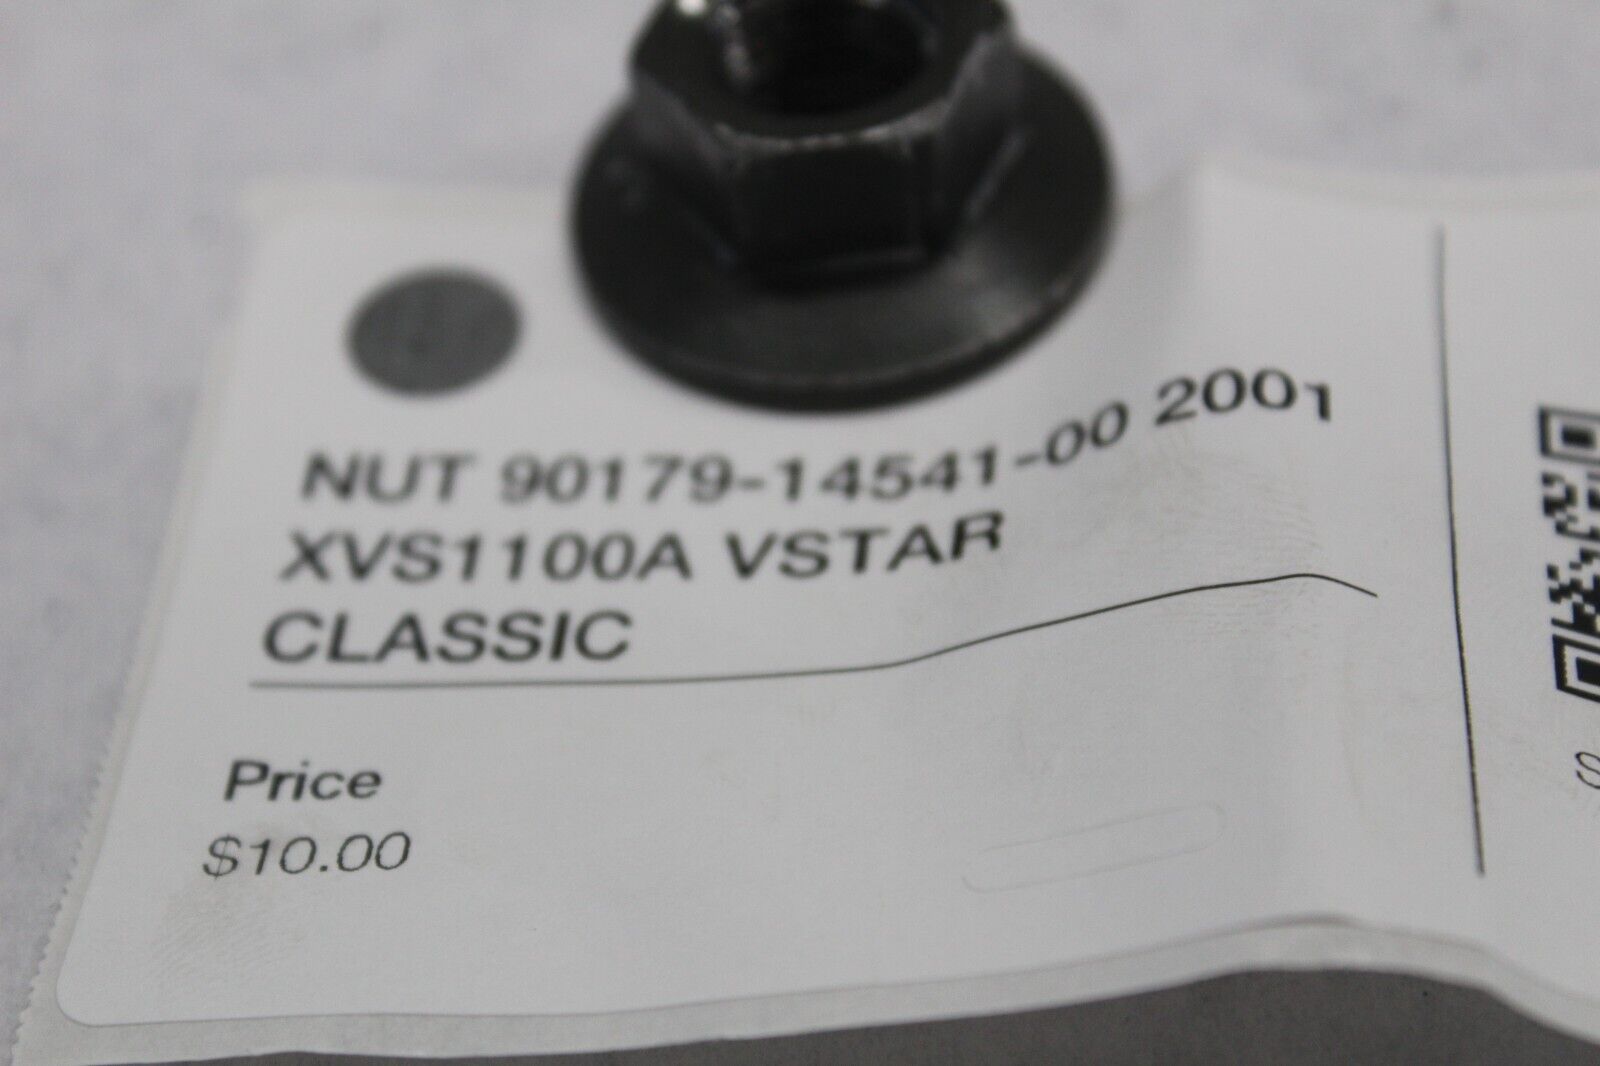 NUT 90179-14541-00 2001
XVS1100A VSTAR
CLASSIC
Price
$10.00
S